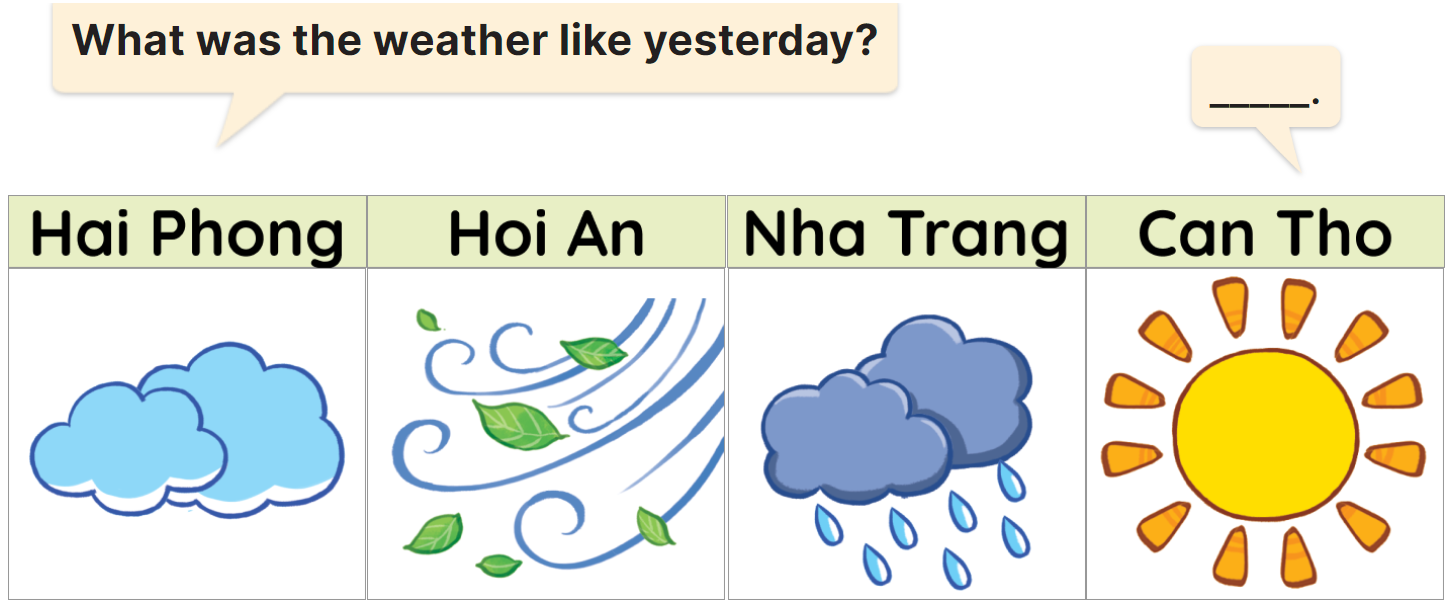 What was the weather like yesterday?
_____.
Hai Phong Hoi An Nha Trang Can Tho